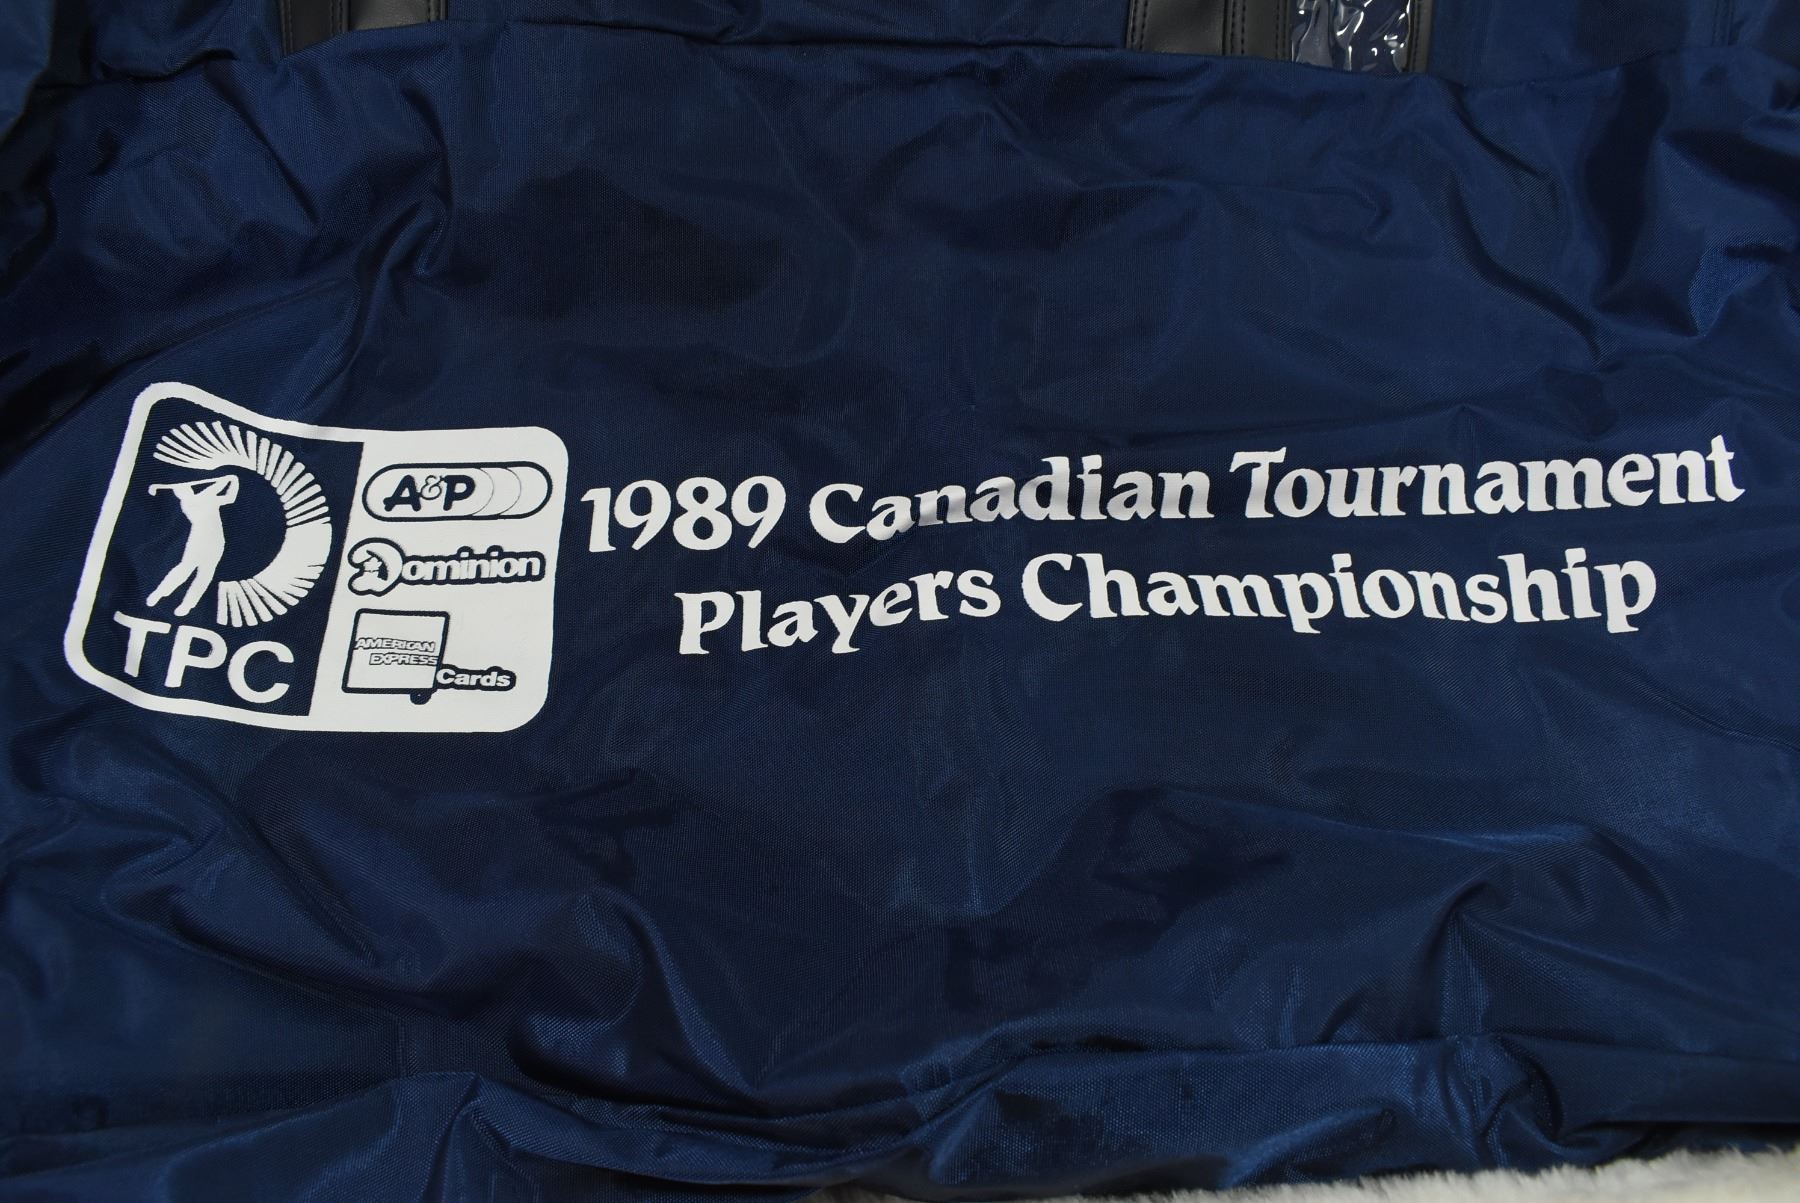 TPC
A&P
Dominion
AMERICAN
EXPRESS
Cards
1989 Canadian Tournament
Players Championship